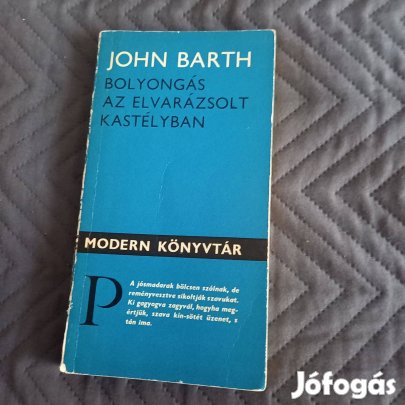 JOHN BARTH
BOLYONGÁS
AZ ELVARÁZSOLT
KASTÉLYBAN
MODERN KÖNYVTÁR
P
A jósmadarak bölcsen szólnak, de
reményvesztve sikoltják szavukat.
Ki gagyogva zagyvál, hogyha meg-
értjük, szava kín-sötét üzenet, s
tán ima.
Jófogás